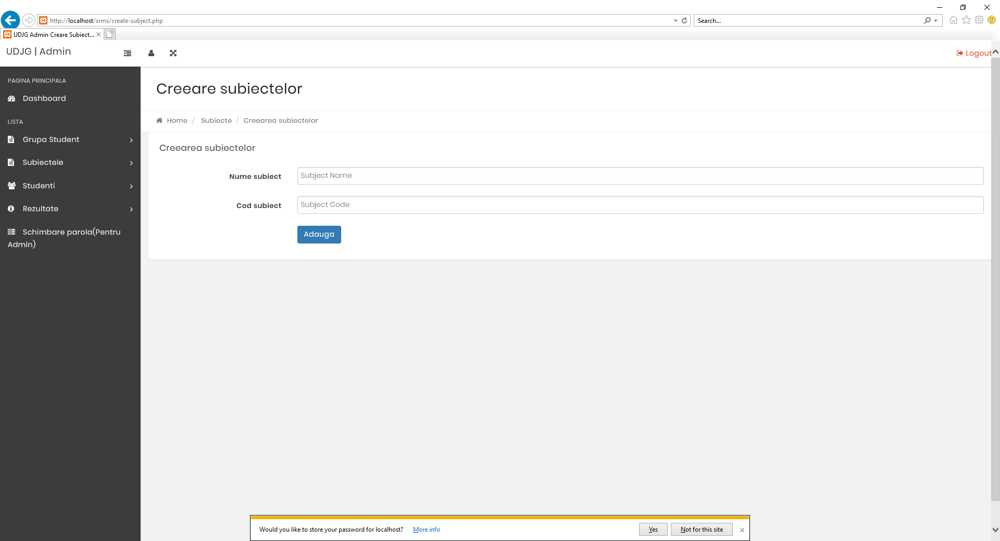 http://localhost/srms/create-subject.php
Search...
UDJG Admin Creare Subiect...
UDJG | Admin
Logout
PAGINA PRINCIPALA
Dashboard
LISTA
Grupa Student
Subiectele
Studenti
Rezultate
Schimbare parola(Pentru
Admin)
Creeare subiectelor
Home / Subiecte / Creearea subiectelor
Creearea subiectelor
Nume subiect
Subject Name
Cod subiect
Subject Code
Adauga
Would you like to store your password for localhost? More info
Yes
Not for this site